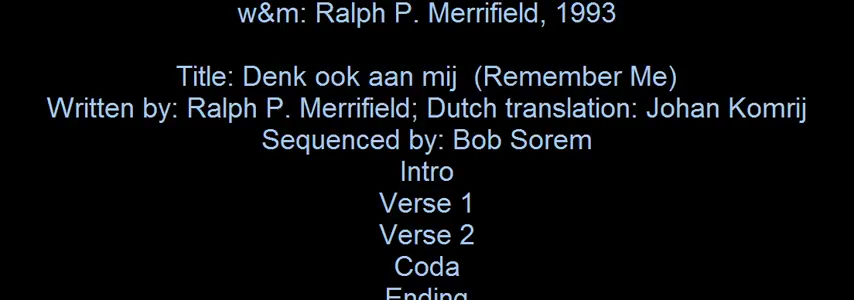 w&m: Ralph P. Merrifield, 1993
Title: Denk ook aan mij  (Remember Me)
Written by: Ralph P. Merrifield; Dutch translation: Johan Komrij
Sequenced by: Bob Sorem
Intro
Verse 1
Verse 2
Coda
Ending